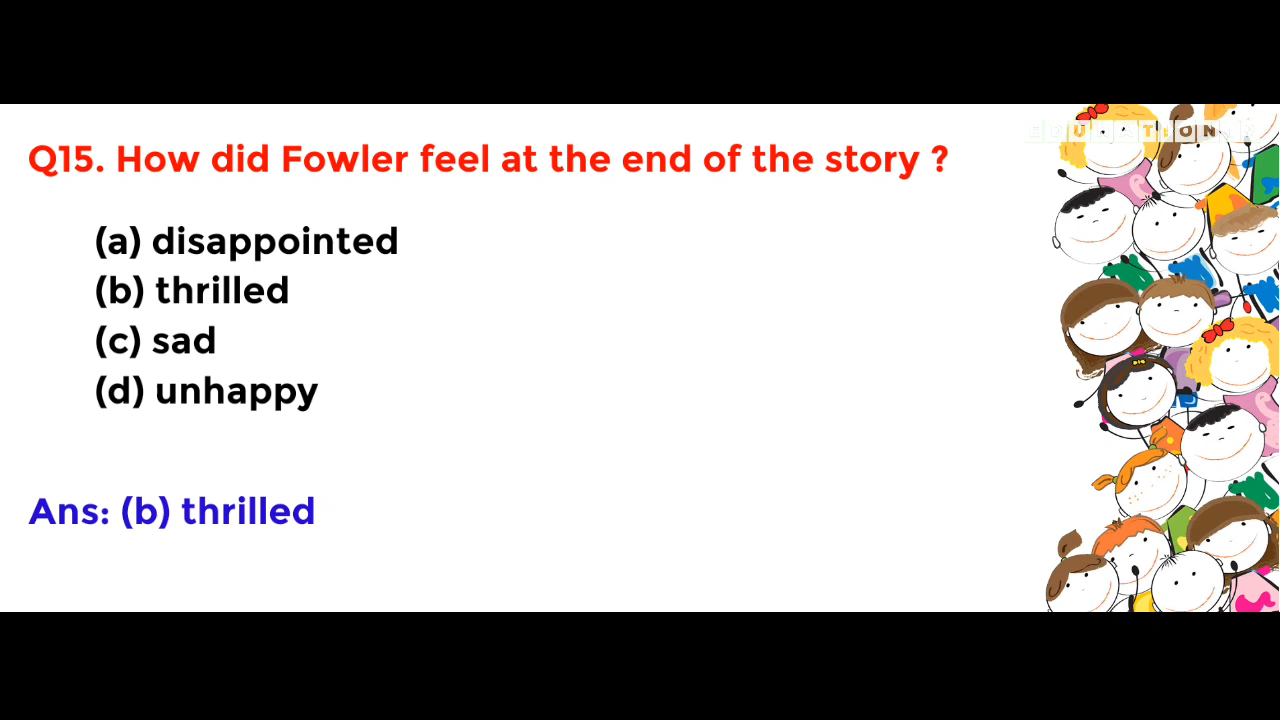 Q15. How did Fowler feel at the end of the story ?
(a) disappointed
(b) thrilled
(c) sad
(d) unhappy
Ans: (b) thrilled